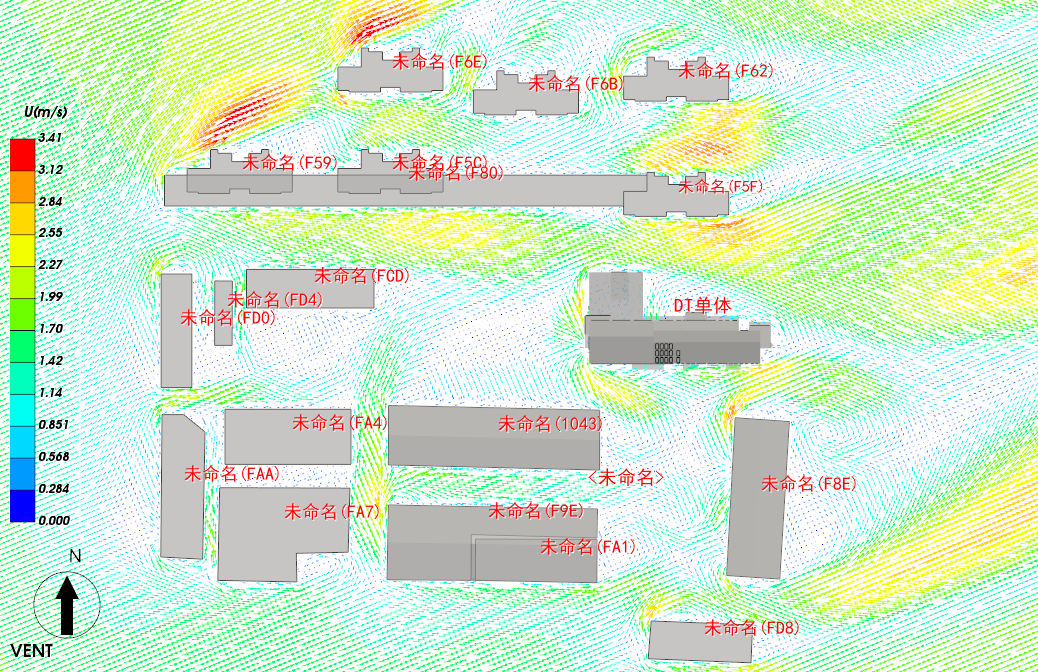 未命名(F6E)
未命名(F6B)
未命名(F62)
U(m/s)
3.41
3.12
2.84
2.55
2.27
1.99
1.70
1.42
1.14
0.851
0.568
0.284
0.000
未命名(F59)
未命名(F5C)
未命名(F80)
未命名(F5F)
未命名(FCD)
未命名(FD4)
未命名(FD0)
DT单体
未命名(FA4)
未命名(1043)
未命名(FAA)
<未命名>
未命名(F8E)
未命名(FA7)
未命名(F9E)
未命名(FA1)
N
未命名(FD8)
VENT